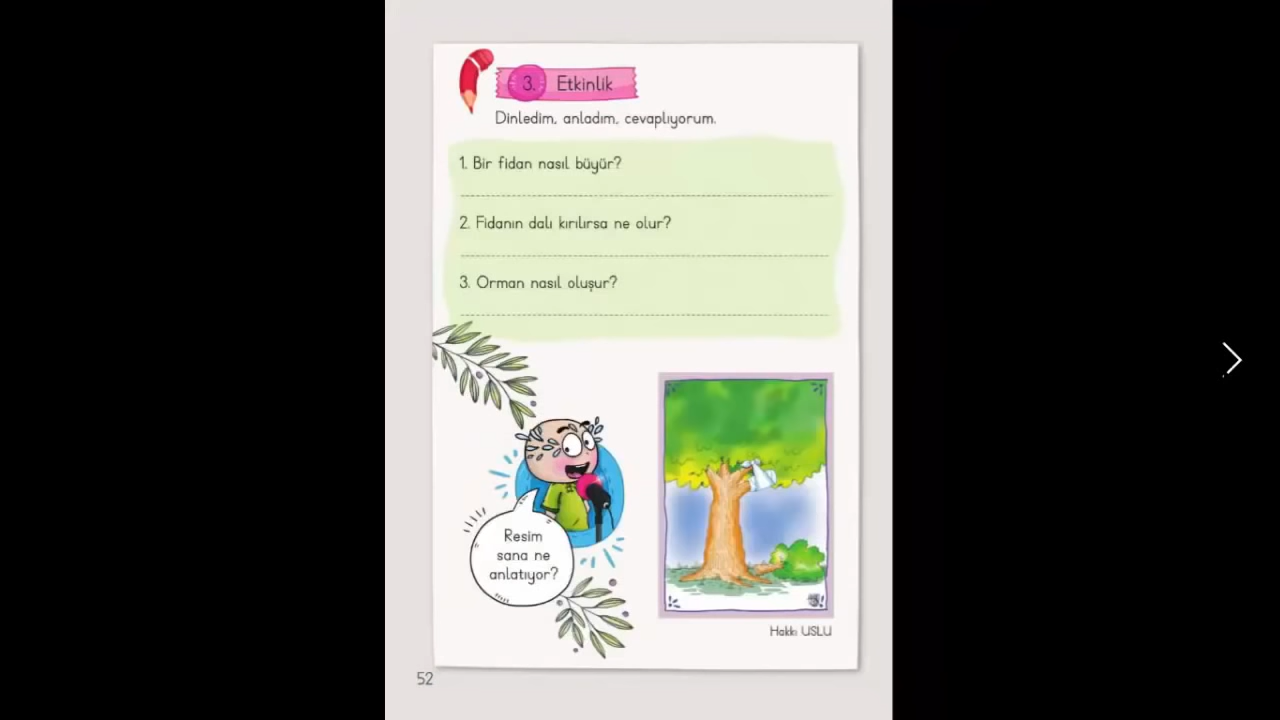 3. Etkinlik
Dinledim, anladım, cevaplıyorum.
1. Bir fidan nasıl büyür?
2. Fidanın dalı kırılırsa ne olur?
3. Orman nasıl oluşur?
Resim
sana ne
anlatıyor?
Hakkı USLU
52